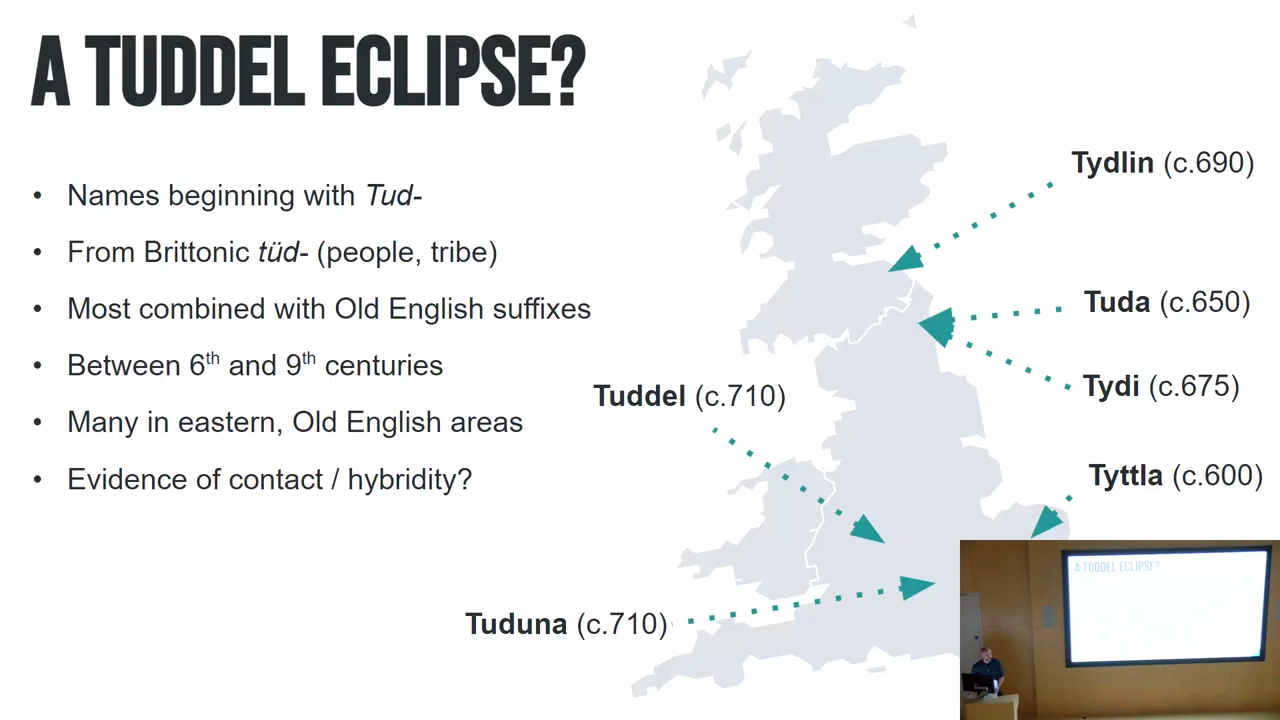 A TUDDEL ECLIPSE?
• Names beginning with Tud-
• From Brittonic tüd- (people, tribe)
• Most combined with Old English suffixes
• Between 6th and 9th centuries
• Many in eastern, Old English areas
• Evidence of contact / hybridity?
Tydlin (c.690)
Tuda (c.650)
Tuddel (c.710)
Tydi (c.675)
Tyttla (c.600)
Tuduna (c.710)
A TUDDEL ECLIPSE?